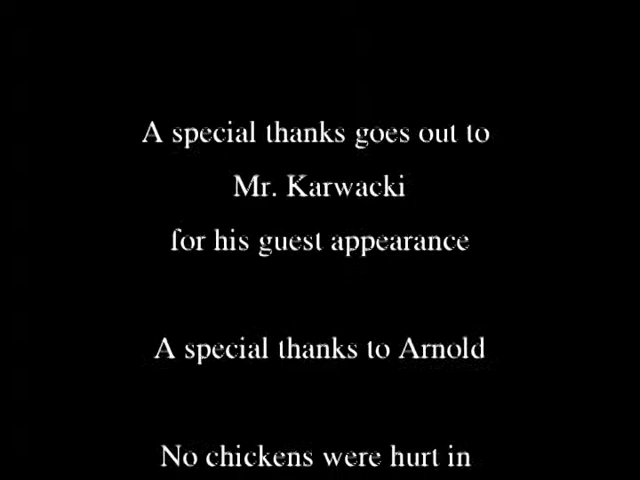 A special thanks goes out to
Mr. Karwacki
for his guest appearance
A special thanks to Arnold
No chickens were hurt in